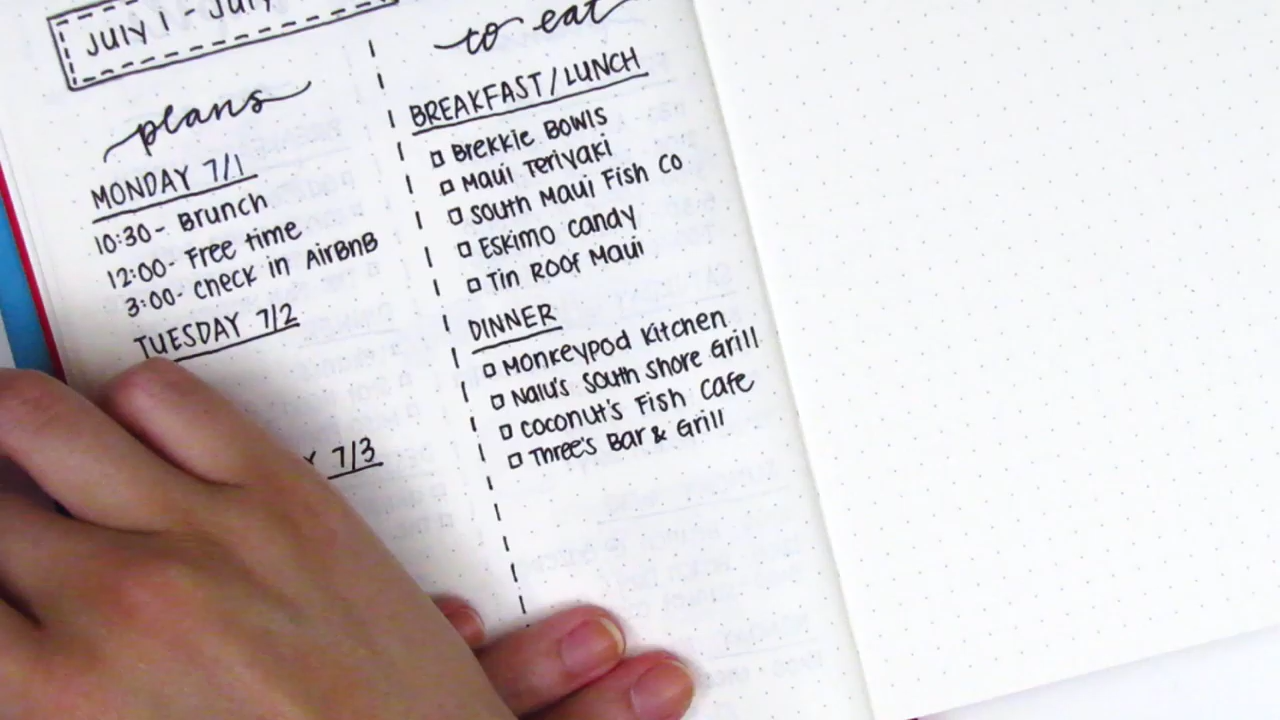 JULY 1 - JULY
plans
MONDAY 7/1
10:30- Brunch
12:00- Free time
3:00- check in AirBnB
TUESDAY 7/2
7/3
to eat
BREAKFAST/LUNCH
Brekkie Bowls
Maui Teriyaki
South Maui Fish Co
Eskimo Candy
Tin Roof Maui
DINNER
Monkeypod Kitchen
Nalu's South Shore Grill
Coconut's Fish Cafe
Three's Bar & Grill